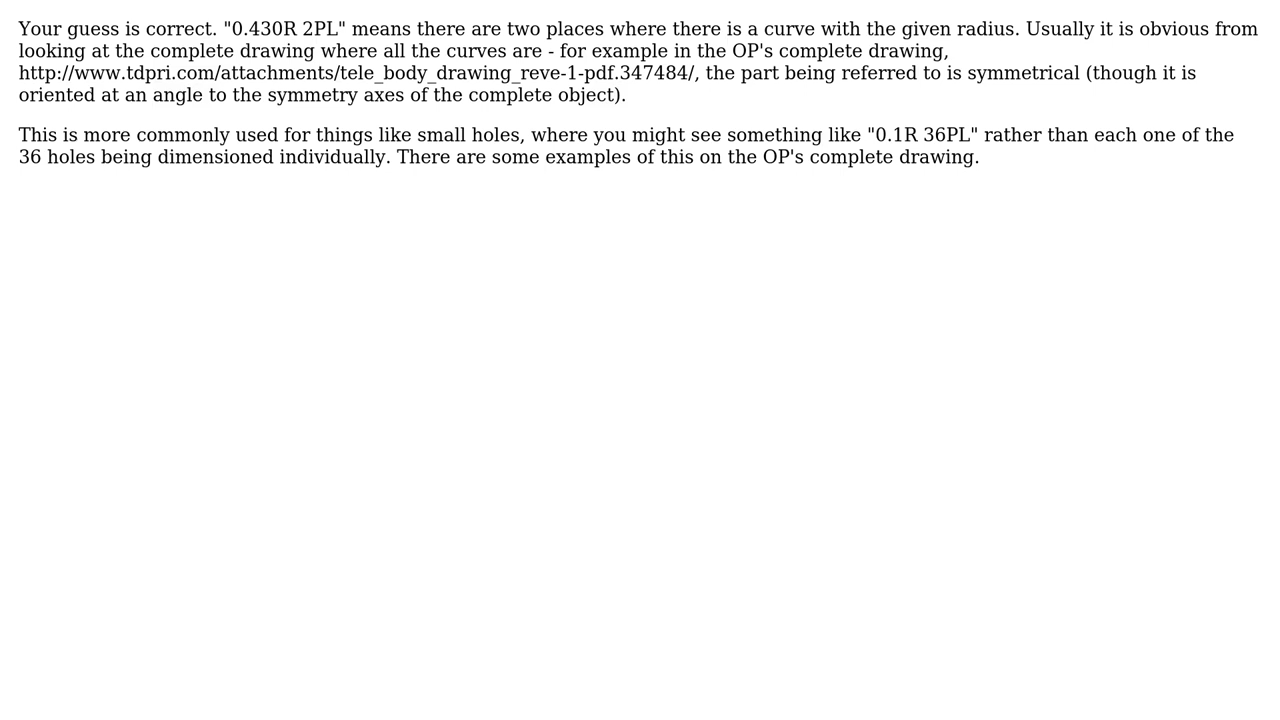 Your guess is correct. "0.430R 2PL" means there are two places where there is a curve with the given radius. Usually it is obvious from
looking at the complete drawing where all the curves are - for example in the OP's complete drawing,
http://www.tdpri.com/attachments/tele_body_drawing_reve-1-pdf.347484/, the part being referred to is symmetrical (though it is
oriented at an angle to the symmetry axes of the complete object).
This is more commonly used for things like small holes, where you might see something like "0.1R 36PL" rather than each one of the
36 holes being dimensioned individually. There are some examples of this on the OP's complete drawing.